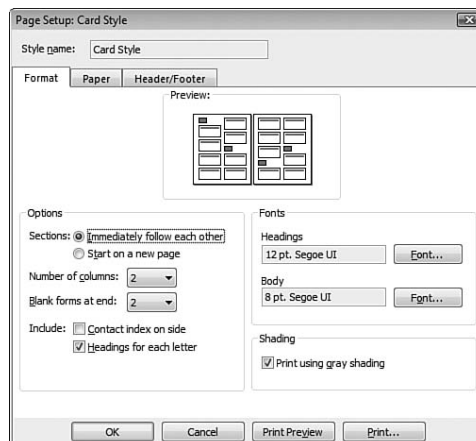 Page Setup: Card Style
Style name: Card Style
Format Paper Header/Footer
Preview:
Options
Sections: Immediately follow each other
Start on a new page
Number of columns: 2
Blank forms at end: 2
Include: Contact index on side
Headings for each letter
Fonts
Headings
12 pt. Segoe UI Font...
Body
8 pt. Segoe UI Font...
Shading
Print using gray shading
OK Cancel Print Preview Print...